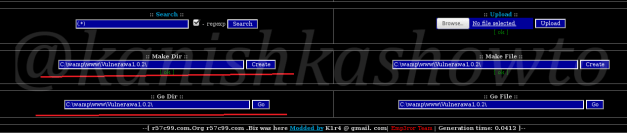 :: Search ::
:: Upload ::
(.*)
- regexp
Search
Browse...
No file selected.
Upload
[ ok ]
@kanishkashowto
:: Make Dir ::
:: Make File ::
C:\wamp\www\Vulnerawa1.0.2\
Create
C:\wamp\www\Vulnerawa1.0.2\
Create
[ ok ]
[ ok ]
:: Go Dir ::
:: Go File ::
C:\wamp\www\Vulnerawa1.0.2\
Go
C:\wamp\www\Vulnerawa1.0.2\
Go
--[ r57c99.com.Org r57c99.com .Biz was here Modded by K1r4 @ gmail. com| Team | Generation time: 0.0412 ]--